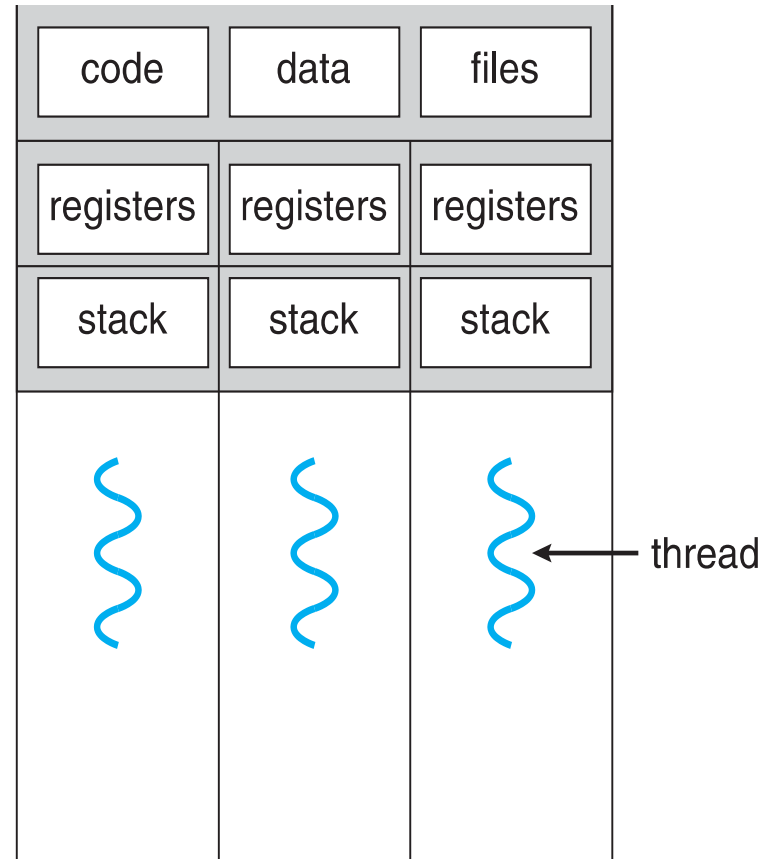 code data files
registers registers registers
stack stack stack
thread